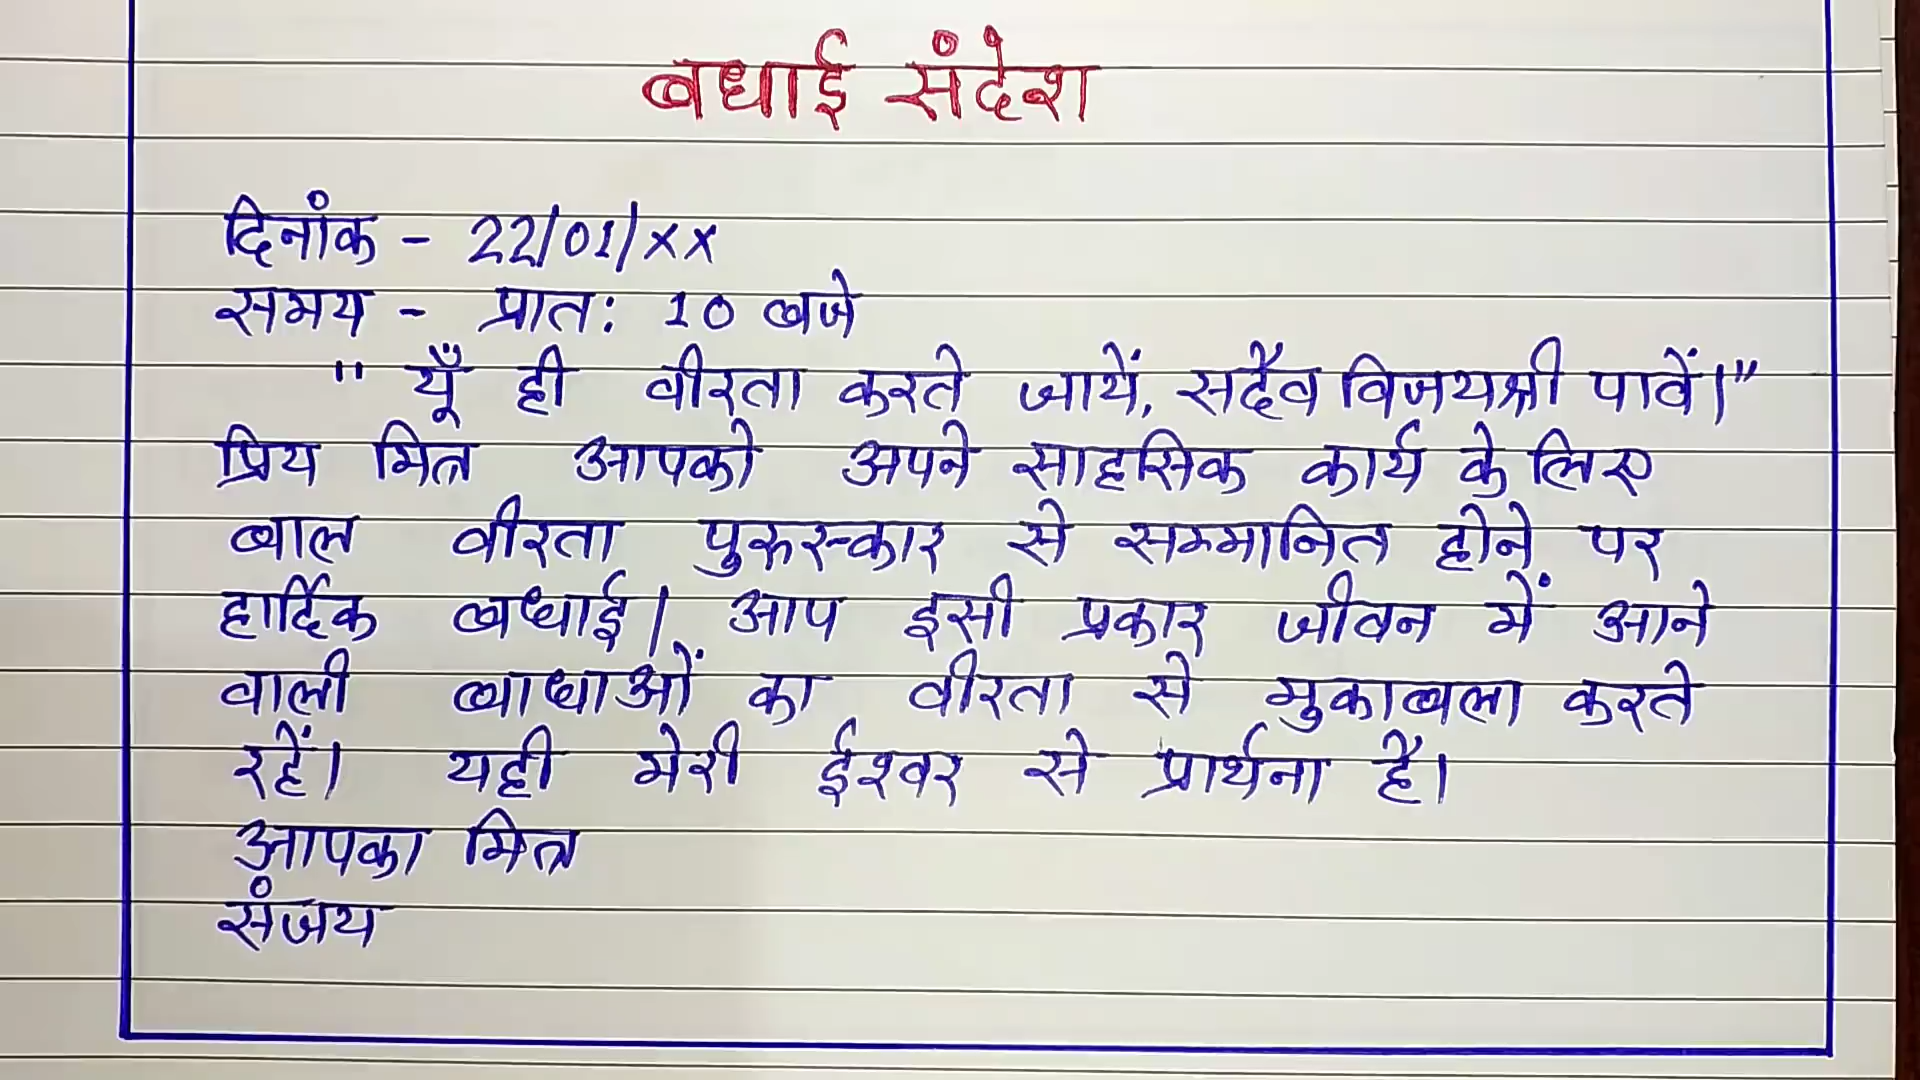 बधाई संदेश
दिनांक - 22/01/xx
समय - प्रात: 10 बजे
" यूँ ही वीरता करते जायें, सदैव विजयश्री पावें।"
प्रिय मित्र आपको अपने साहसिक कार्य के लिए
बाल वीरता पुरुस्कार से सम्मानित होने पर
हार्दिक बधाई। आप इसी प्रकार जीवन में आने
वाली बाधाओं का वीरता से मुकाबला करते
रहें। यही मेरी ईश्वर से प्रार्थना है।
आपका मित्र
संजय